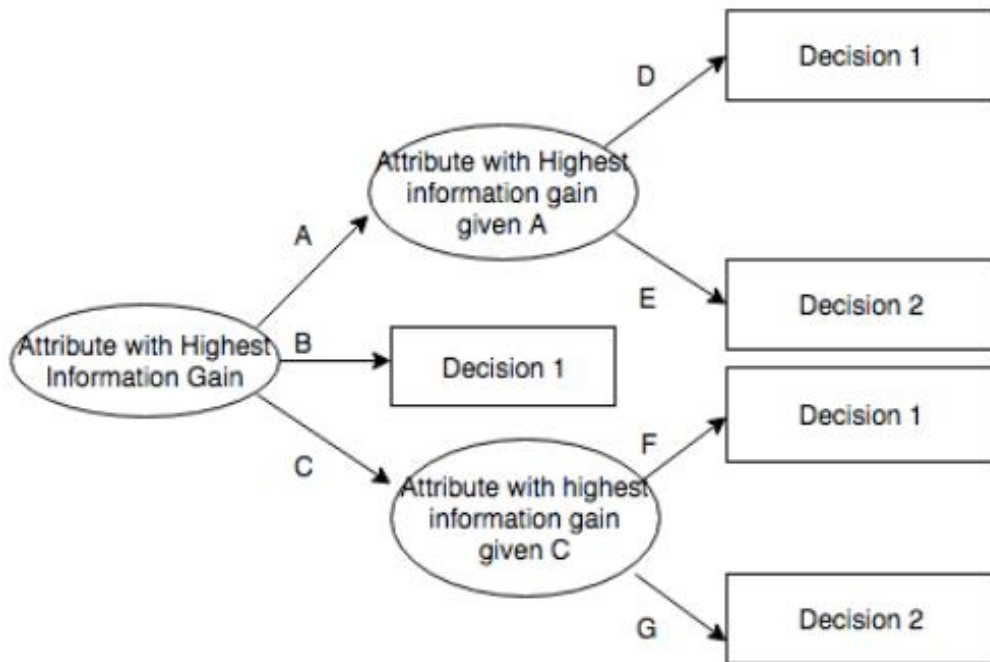 D
Decision 1
Attribute with Highest
information gain
given A
A
E
Decision 2
Attribute with Highest
Information Gain
B
Decision 1
C
F
Decision 1
Attribute with highest
information gain
given C
G
Decision 2